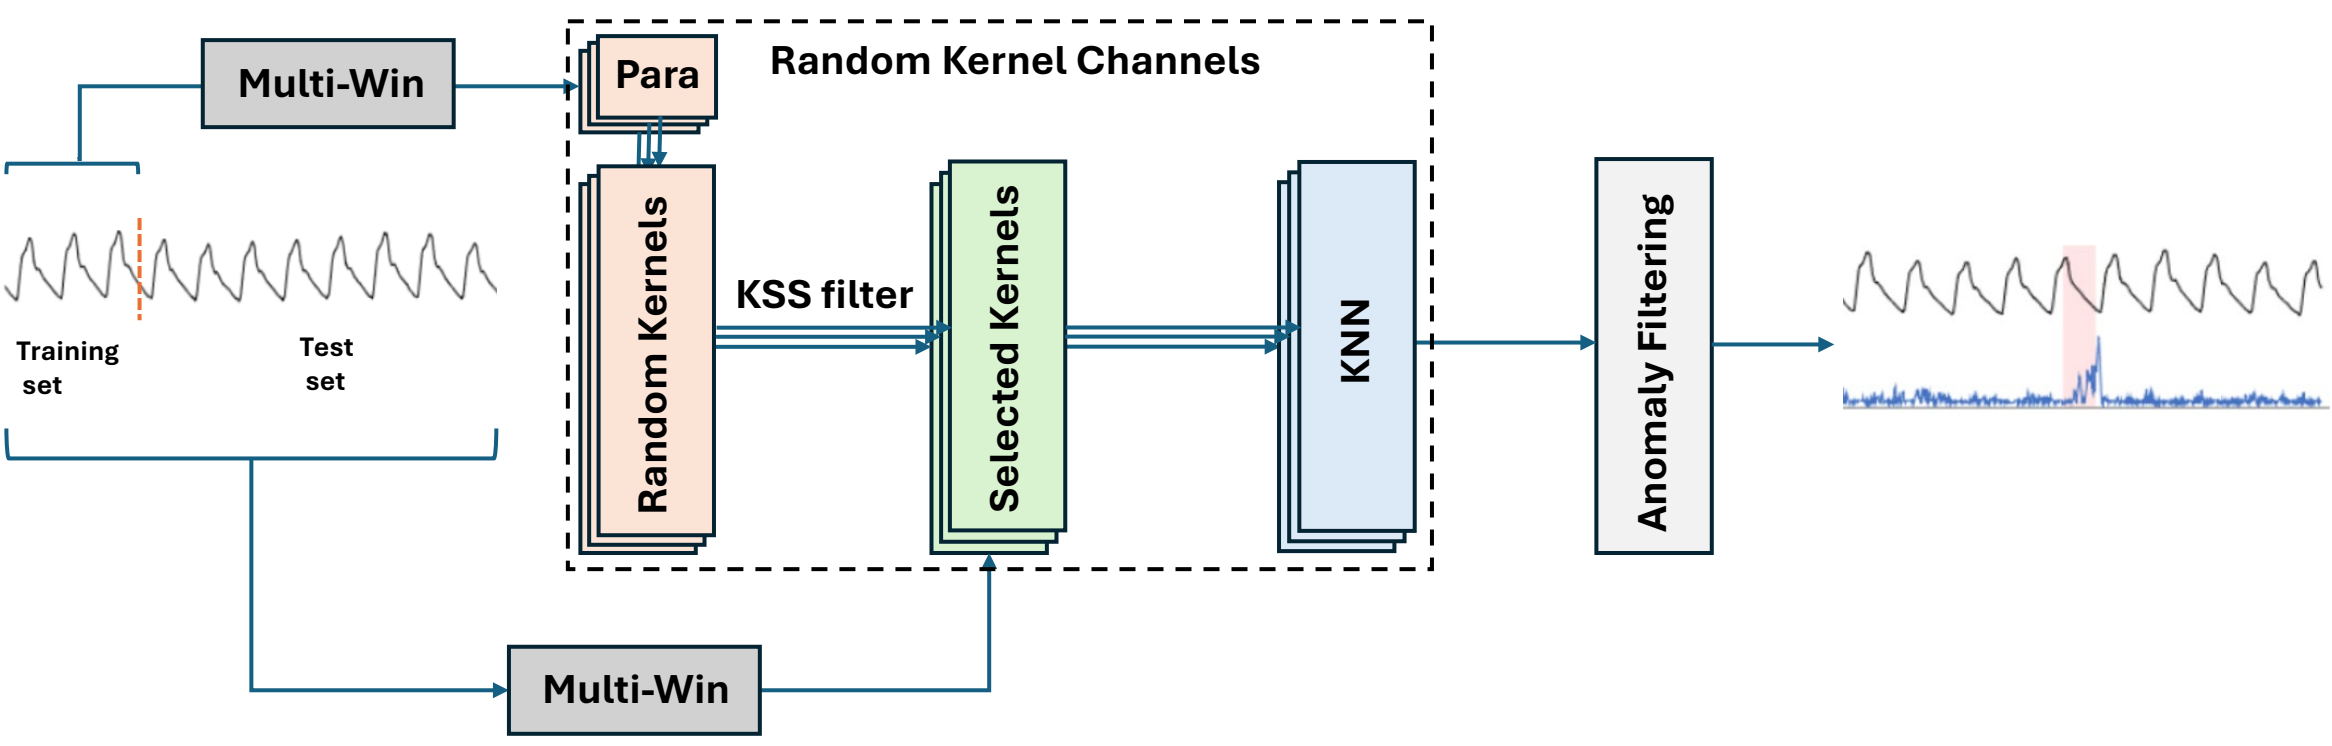 Multi-Win
Para
Random Kernel Channels
Training
set
Test
set
Random Kernels
KSS filter
Selected Kernels
KNN
Anomaly Filtering
Multi-Win